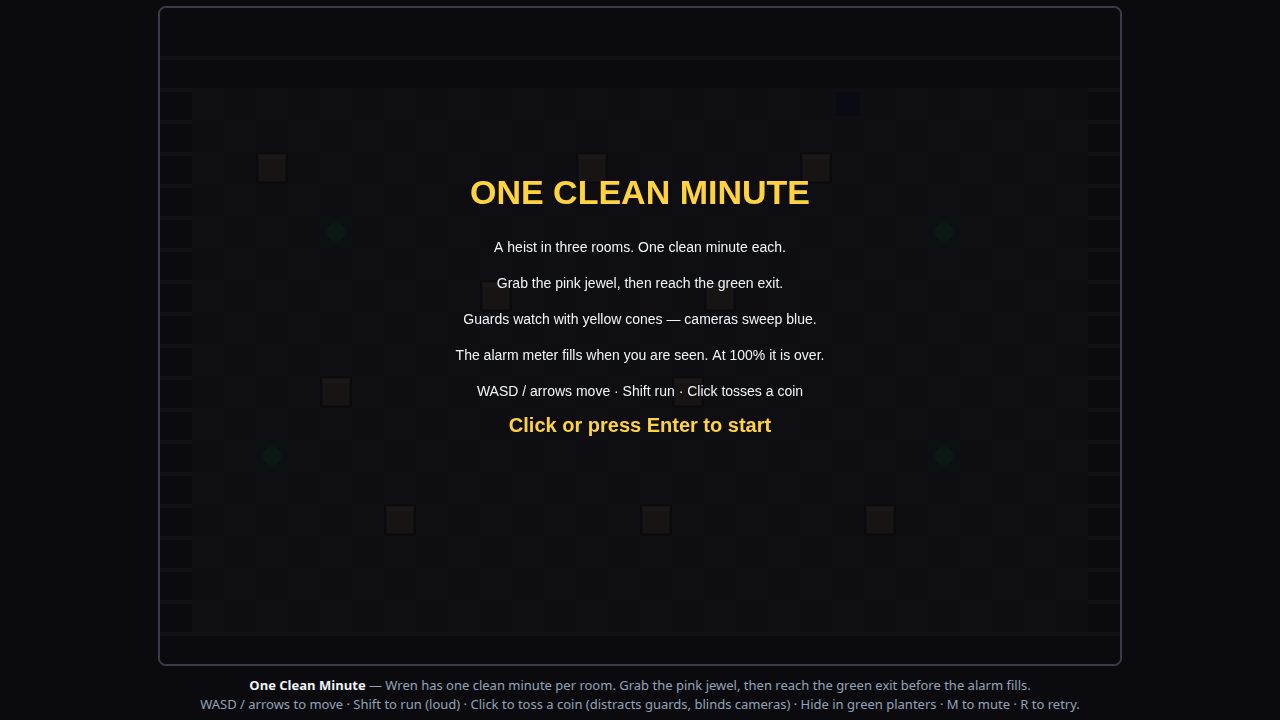 ONE CLEAN MINUTE
A heist in three rooms. One clean minute each.
Grab the pink jewel, then reach the green exit.
Guards watch with yellow cones — cameras sweep blue.
The alarm meter fills when you are seen. At 100% it is over.
WASD / arrows move · Shift run · Click tosses a coin
Click or press Enter to start
One Clean Minute — Wren has one clean minute per room. Grab the pink jewel, then reach the green exit before the alarm fills.
WASD / arrows to move · Shift to run (loud) · Click to toss a coin (distracts guards, blinds cameras) · Hide in green planters · M to mute · R to retry.